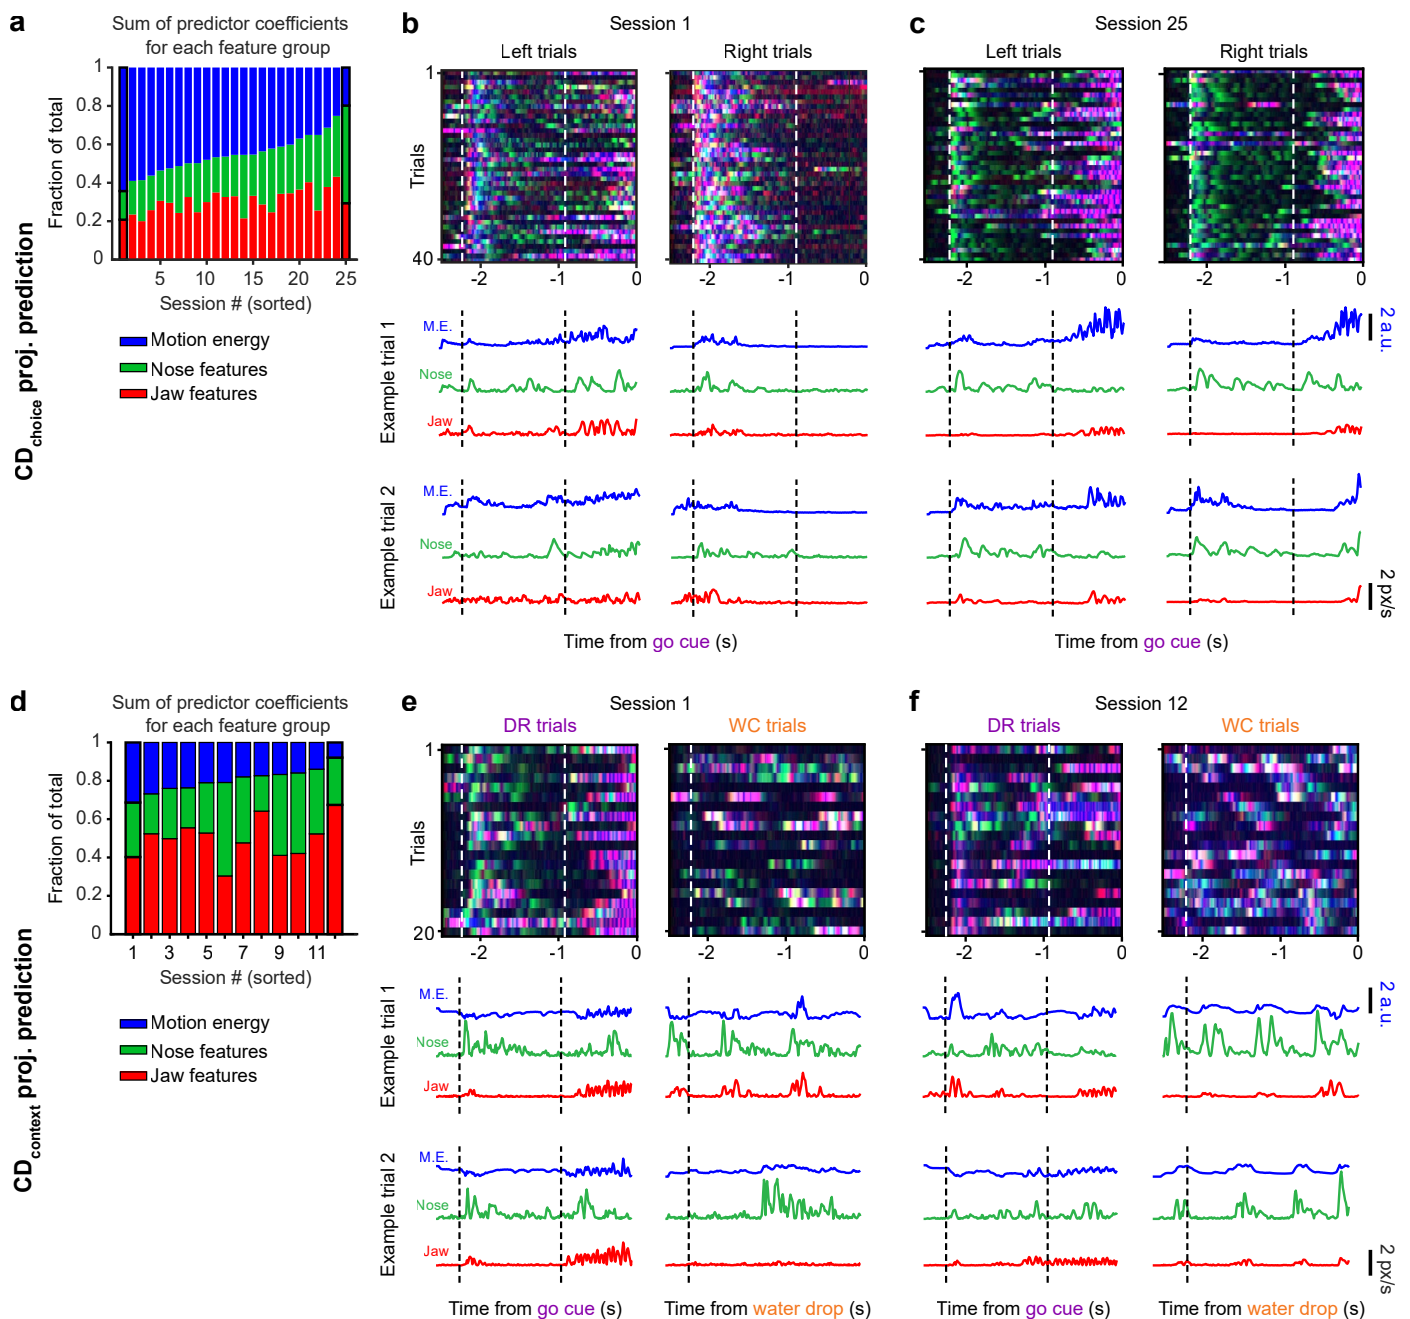 a
Sum of predictor coefficients
for each feature group
1
0.8
0.6
0.4
0.2
0
Fraction of total
5
10
15
20
25
Session # (sorted)
Motion energy
Nose features
Jaw features
CDchoice proj. prediction
b
Session 1
Left trials
Right trials
1
Trials
40
-2
-1
0
-2
-1
0
Example trial 1
M.E.
Nose
Jaw
Example trial 2
M.E.
Nose
Jaw
Time from go cue (s)
c
Session 25
Left trials
Right trials
-2
-1
0
-2
-1
0
2 a.u.
2 px/s
Time from go cue (s)
d
Sum of predictor coefficients
for each feature group
1
0.8
0.6
0.4
0.2
0
Fraction of total
1
3
5
7
9
11
Session # (sorted)
Motion energy
Nose features
Jaw features
CDcontext proj. prediction
e
Session 1
DR trials
WC trials
1
Trials
20
-2
-1
0
-2
-1
0
Example trial 1
M.E.
Nose
Jaw
Example trial 2
M.E.
Nose
Jaw
Time from go cue (s)
Time from water drop (s)
f
Session 12
DR trials
WC trials
-2
-1
0
-2
-1
0
2 a.u.
2 px/s
Time from go cue (s)
Time from water drop (s)